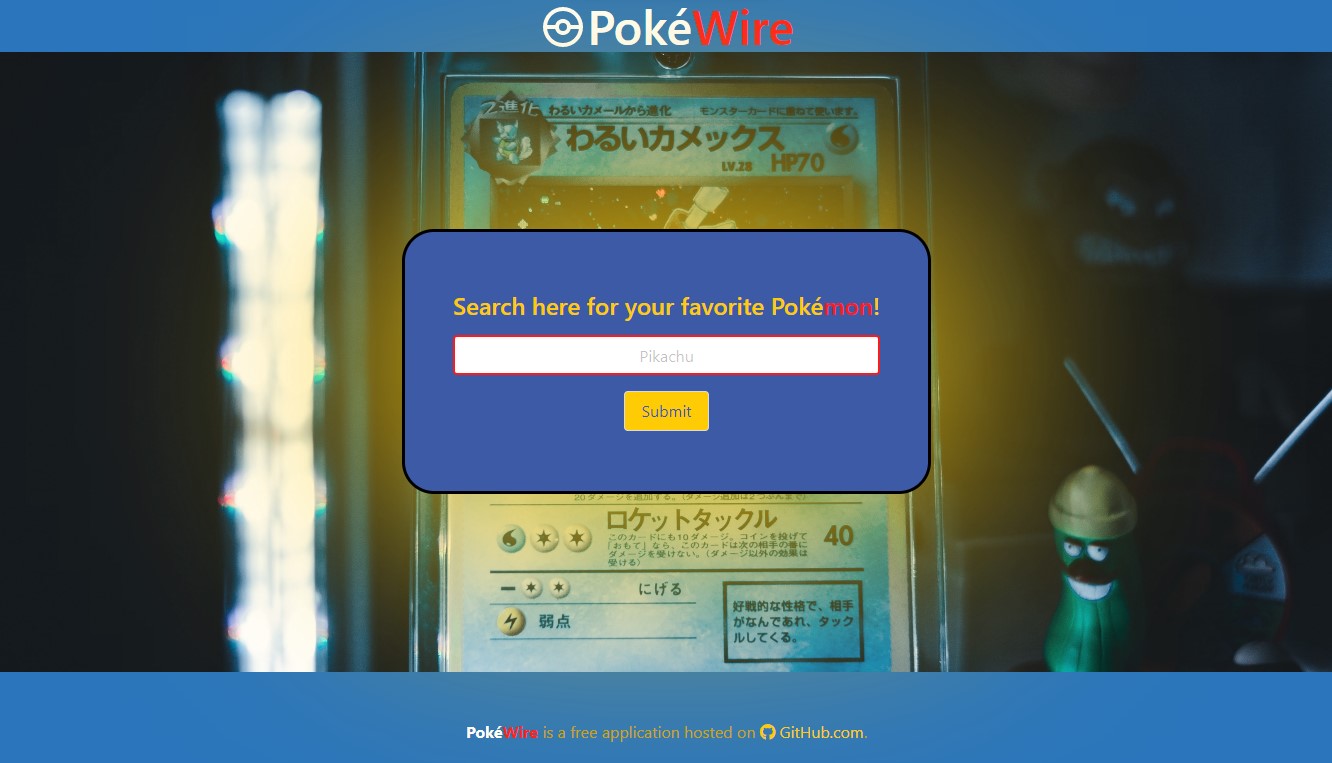 PokéWire
2進化 わるいカメールから進化 モンスターカードに重ねて使います。
わるいカメックス
LV.28 HP70
Search here for your favorite Pokémon!
Pikachu
Submit
20ダメージを追加する。(ダメージ追加は2つぶんまで)
ロケットタックル
40
このカードにも10ダメージ。コインを投げて
「おもて」なら、このカードは次の相手の番に
ダメージを受けない。(ダメージ以外の効果は
受ける)
にげる
弱点
好戦的な性格で、相手
がなんであれ、タック
ルしてくる。
PokéWire is a free application hosted on GitHub.com.